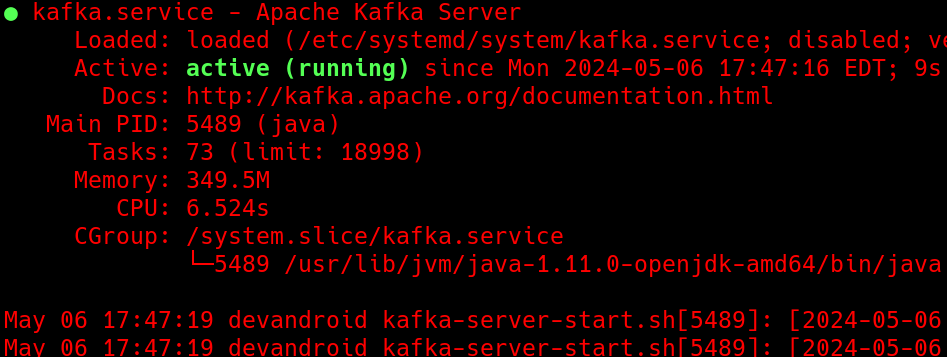 ● kafka.service - Apache Kafka Server
Loaded: loaded (/etc/systemd/system/kafka.service; disabled; ve
Active: active (running) since Mon 2024-05-06 17:47:16 EDT; 9s
Docs: http://kafka.apache.org/documentation.html
Main PID: 5489 (java)
Tasks: 73 (limit: 18998)
Memory: 349.5M
CPU: 6.524s
CGroup: /system.slice/kafka.service
└─5489 /usr/lib/jvm/java-1.11.0-openjdk-amd64/bin/java
May 06 17:47:19 devandroid kafka-server-start.sh[5489]: [2024-05-06
May 06 17:47:19 devandroid kafka-server-start.sh[5489]: [2024-05-06